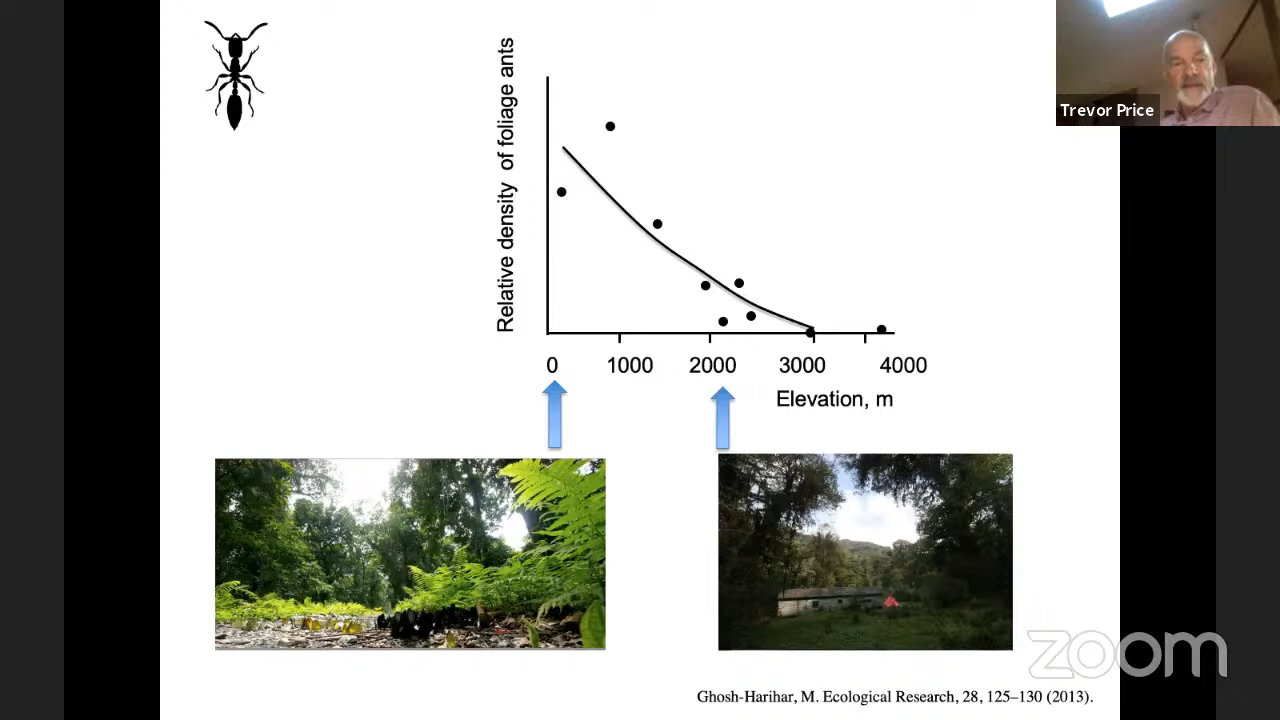 Trevor Price
Relative density of foliage ants
0 1000 2000 3000 4000
Elevation, m
zoom
Ghosh-Harihar, M. Ecological Research, 28, 125–130 (2013).